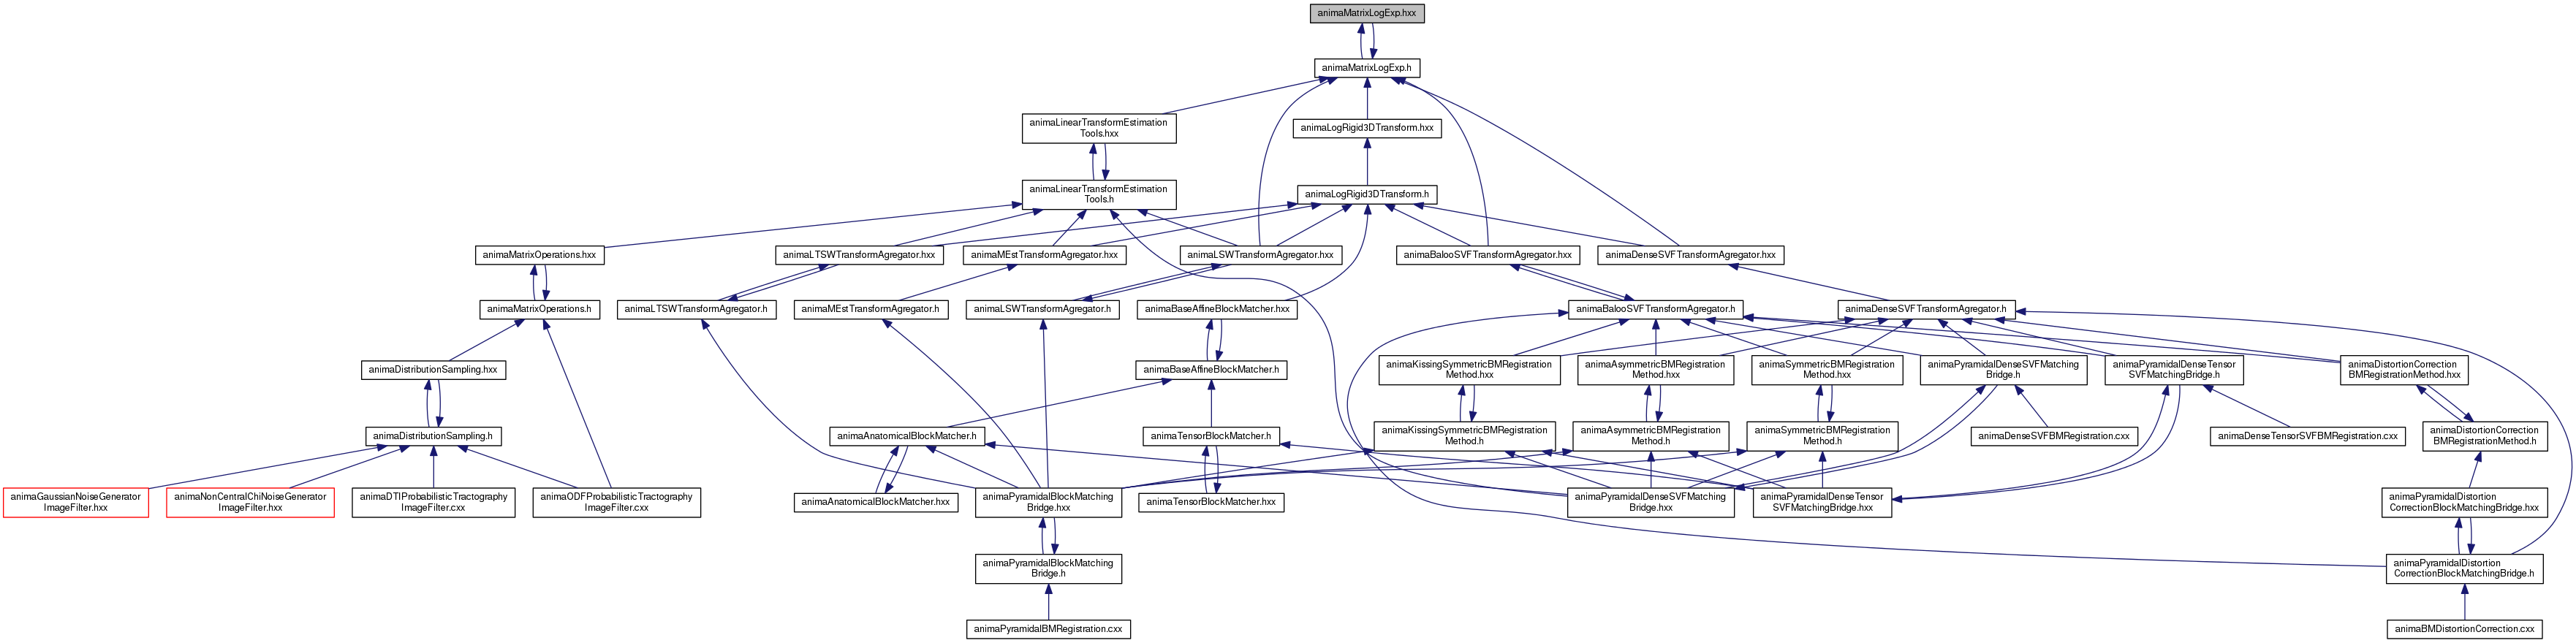 animaMatrixLogExp.hxx
animaMatrixLogExp.h
animaLinearTransformEstimation
Tools.hxx
animaLogRigid3DTransform.hxx
animaLinearTransformEstimation
Tools.h
animaLogRigid3DTransform.h
animaMatrixOperations.hxx
animaLTSWTransformAgregator.hxx
animaMEstTransformAgregator.hxx
animaLSWTransformAgregator.hxx
animaBalooSVFTransformAgregator.hxx
animaDenseSVFTransformAgregator.hxx
animaMatrixOperations.h
animaLTSWTransformAgregator.h
animaMEstTransformAgregator.h
animaLSWTransformAgregator.h
animaBaseAffineBlockMatcher.hxx
animaBalooSVFTransformAgregator.h
animaDenseSVFTransformAgregator.h
animaDistributionSampling.hxx
animaBaseAffineBlockMatcher.h
animaKissingSymmetricBMRegistration
Method.hxx
animaAsymmetricBMRegistration
Method.hxx
animaSymmetricBMRegistration
Method.hxx
animaPyramidalDenseSVFMatching
Bridge.h
animaPyramidalDenseTensor
SVFMatchingBridge.h
animaDistortionCorrection
BMRegistrationMethod.hxx
animaDistributionSampling.h
animaAnatomicalBlockMatcher.h
animaTensorBlockMatcher.h
animaKissingSymmetricBMRegistration
Method.h
animaAsymmetricBMRegistration
Method.h
animaSymmetricBMRegistration
Method.h
animaDenseSVFBMRegistration.cxx
animaDenseTensorSVFBMRegistration.cxx
animaDistortionCorrection
BMRegistrationMethod.h
animaGaussianNoiseGenerator
ImageFilter.hxx
animaNonCentralChiNoiseGenerator
ImageFilter.hxx
animaDTIProbabilisticTractography
ImageFilter.cxx
animaODFProbabilisticTractography
ImageFilter.cxx
animaAnatomicalBlockMatcher.hxx
animaPyramidalBlockMatching
Bridge.hxx
animaTensorBlockMatcher.hxx
animaPyramidalDenseSVFMatching
Bridge.hxx
animaPyramidalDenseTensor
SVFMatchingBridge.hxx
animaPyramidalDistortion
CorrectionBlockMatchingBridge.hxx
animaPyramidalBlockMatching
Bridge.h
animaPyramidalDistortion
CorrectionBlockMatchingBridge.h
animaPyramidalBMRegistration.cxx
animaBMDistortionCorrection.cxx